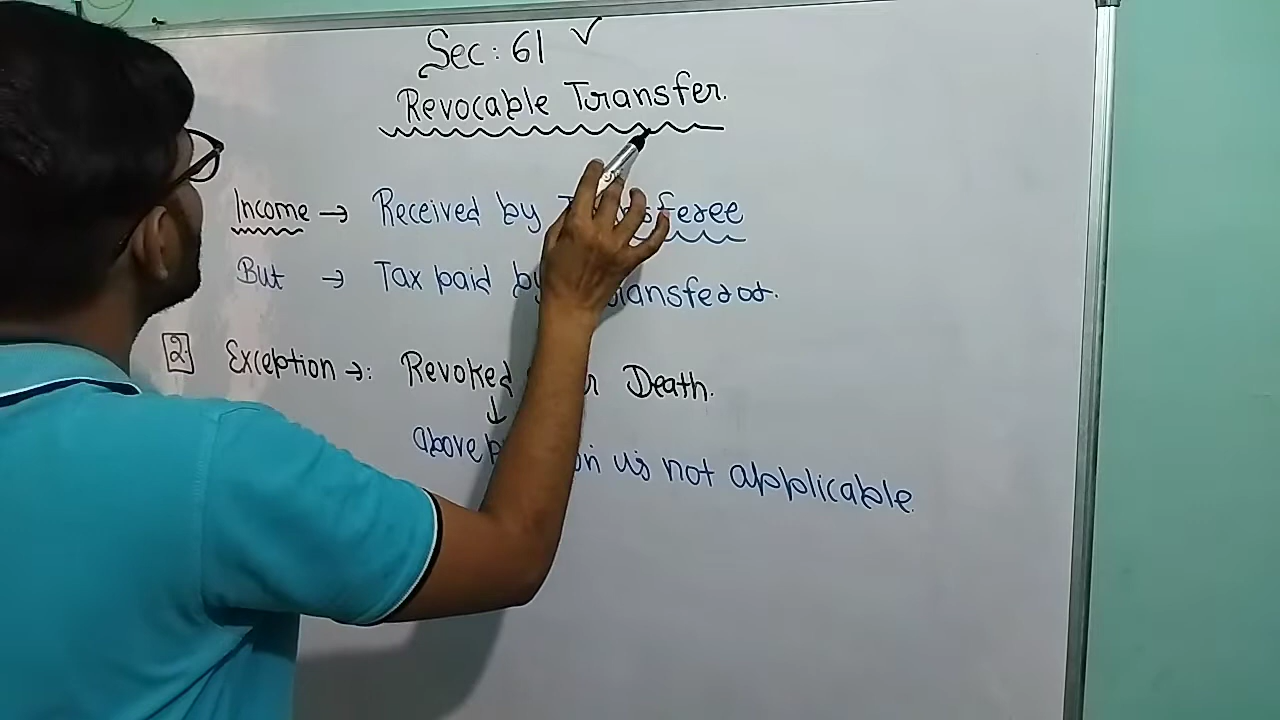 Sec: 61 ✓
Revocable Transfer.
Income → Received by
But → Tax paid by
2. Exception →: Revoked Death.
↓
above is not applicable.